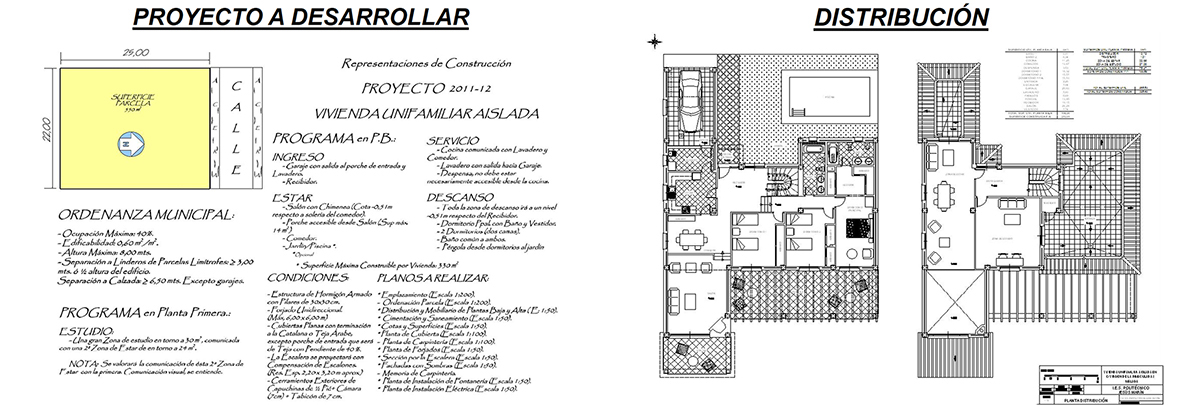 PROYECTO A DESARROLLAR
25,00
22,00
SUPERFICIE
PARCELA
550 m²
ACERA
CALLE
ACERA
ORDENANZA MUNICIPAL:
- Ocupación Máxima: 40%.
- Edificabilidad: 0,60 m²/m².
- Altura Máxima: 8,00 mts.
- Separación a Linderos de Parcelas Limítrofes: ≥ 3,00
mts. ó ½ altura del edificio.
Separación a Calzada: ≥ 6,50 mts. Excepto garajes.
PROGRAMA en Planta Primera.:
ESTUDIO:
- Una gran Zona de estudio en torno a 30 m², comunicada
con una 2ª Zona de Estar en torno a 24 m².
NOTA: Se valorará la comunicación de ésta 2ª Zona de
Estar con la primera. Comunicación visual, se entiende.
Representaciones de Construcción
PROYECTO 2011-12
VIVIENDA UNIFAMILIAR AISLADA
PROGRAMA en P.B.:
INGRESO
- Garaje con salida al porche de entrada y
Lavadero.
- Recibidor.
ESTAR
- Salón con Chimenea (Cota -0,51m
respecto a solería del comedor).
- Porche accesible desde Salón (Sup más
14 m²).
- Comedor.
- Jardín y Piscina *.
*Optional
* Superficie Máxima Construible por Vivienda: 330 m²
SERVICIO
- Cocina comunicada con Lavadero y
Comedor.
- Lavadero con salida hacia Garaje.
- Despensa, no debe estar
necesariamente accesible desde la cocina.
DESCANSO
- Toda la zona de descanso irá a un nivel
-0,51 m respecto del Recibidor.
- Dormitorio Ppal. con Baño y Vestidor.
- 2 Dormitorios (dos camas).
- Baño común a ambos.
- Pérgola desde dormitorios al jardín
CONDICIONES:
- Estructura de Hormigón Armado
con Pilares de 30x30cm.
- Forjado Unidireccional.
(Máx, 6,00 x 6,00 m)
- Cubiertas Planas con terminación
a la Catalana o Teja Árabe,
excepto porche de entrada que será
de Teja con Pendiente de 40 %.
- La Escalera se proyectará con
Compensación de Escalones.
(Res. Esp. 2,20 x 3,20 m aprox)
- Cerramientos Exteriores de
Capuchinas de ½ Pié+ Cámara
(7cm) + Tabicón de 7 cm.
PLANOS A REALIZAR:
* Emplazamiento (Escala 1:200).
- Ordenación Parcela (Escala 1:200).
* Distribución y Mobiliario de Plantas Baja y Alta (E: 1:50).
* Cimentación y Saneamiento (Escala 1:50).
* Cotas y Superficies (Escala 1:50).
* Planta de Cubierta (Escala 1:100).
* Planta de Carpintería (Escala 1:100).
* Planta de Forjados (Escala 1:50).
* Sección por la Escalera (Escala 1:50).
* Fachadas con Sombras (Escala 1:50).
- Memoria de Carpintería.
* Planta de Instalación de Fontanería (Escala 1:50).
* Planta de Instalación Eléctrica (Escala 1:50).
DISTRIBUCIÓN
I.E.S. POLITÉCNICO
JESÚS MARÍN
PLANTA DISTRIBUCIÓN